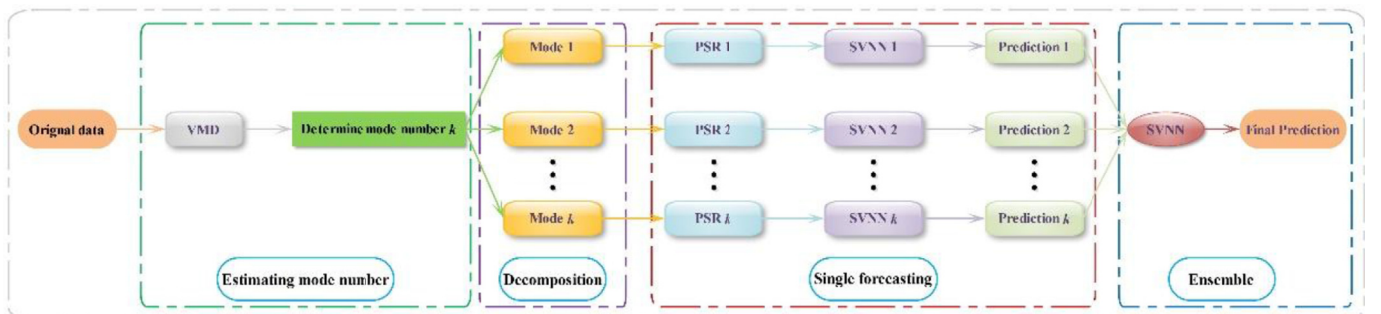 Mode 1
PSR 1
SVNN 1
Prediction 1
Orignal data
VMD
Determine mode number k
Mode 2
PSR 2
SVNN 2
Prediction 2
SVNN
Final Prediction
Mode k
PSR k
SVNN k
Prediction k
Estimating mode number
Decomposition
Single forecasting
Ensemble